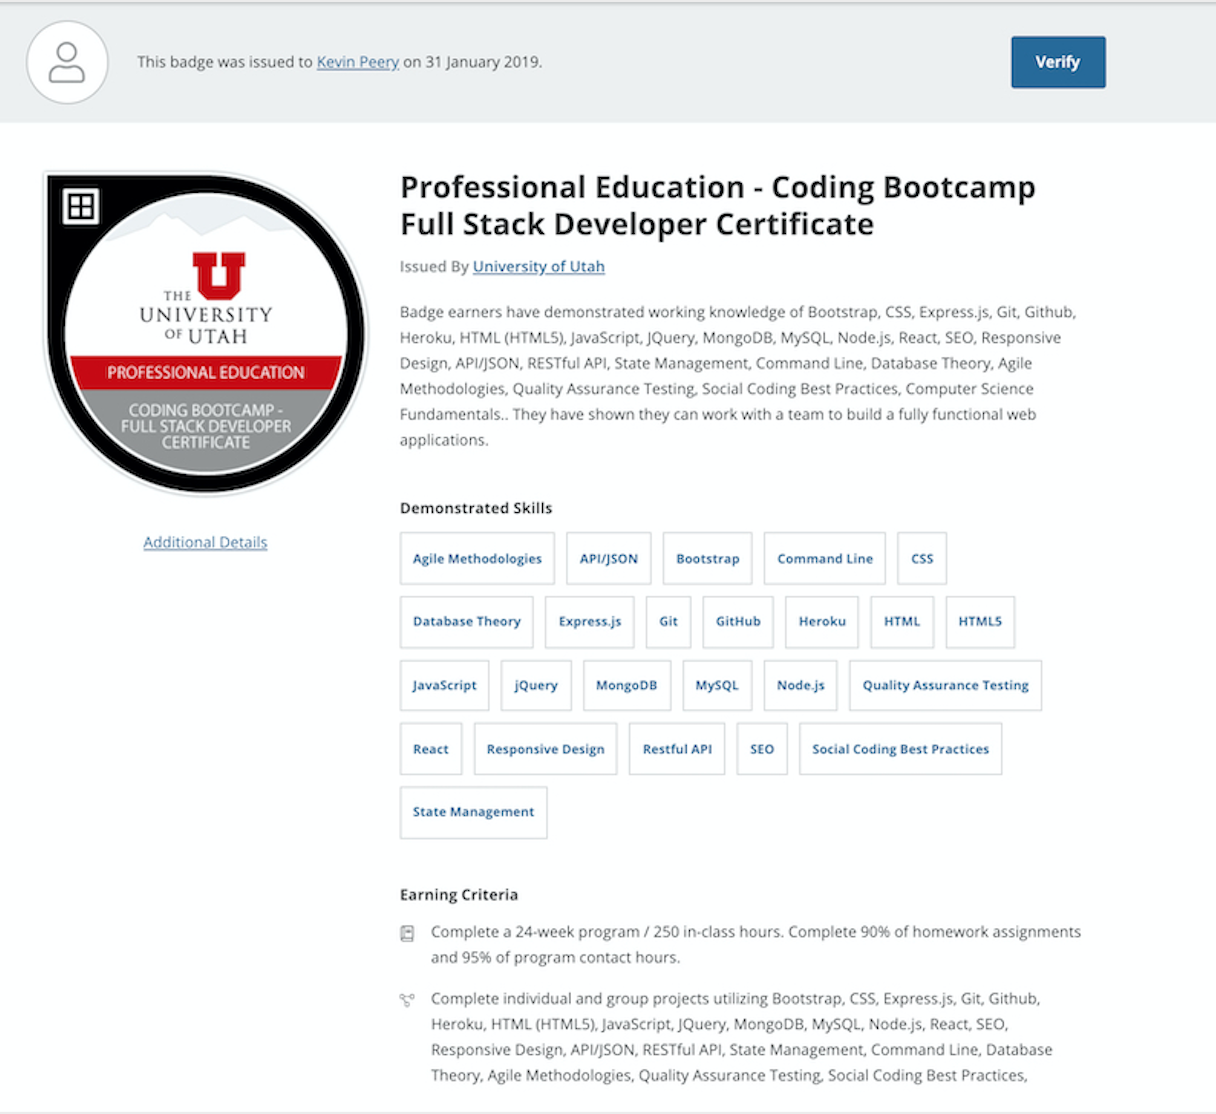 This badge was issued to Kevin Peery on 31 January 2019.
Verify
THE
U
UNIVERSITY
OF UTAH
PROFESSIONAL EDUCATION
CODING BOOTCAMP -
FULL STACK DEVELOPER
CERTIFICATE
Additional Details
Professional Education - Coding Bootcamp
Full Stack Developer Certificate
Issued By University of Utah
Badge earners have demonstrated working knowledge of Bootstrap, CSS, Express.js, Git, Github,
Heroku, HTML (HTML5), JavaScript, JQuery, MongoDB, MySQL, Node.js, React, SEO, Responsive
Design, API/JSON, RESTful API, State Management, Command Line, Database Theory, Agile
Methodologies, Quality Assurance Testing, Social Coding Best Practices, Computer Science
Fundamentals.. They have shown they can work with a team to build a fully functional web
applications.
Demonstrated Skills
Agile Methodologies API/JSON Bootstrap Command Line CSS
Database Theory Express.js Git GitHub Heroku HTML HTML5
JavaScript jQuery MongoDB MySQL Node.js Quality Assurance Testing
React Responsive Design Restful API SEO Social Coding Best Practices
State Management
Earning Criteria
Complete a 24-week program / 250 in-class hours. Complete 90% of homework assignments
and 95% of program contact hours.
Complete individual and group projects utilizing Bootstrap, CSS, Express.js, Git, Github,
Heroku, HTML (HTML5), JavaScript, JQuery, MongoDB, MySQL, Node.js, React, SEO,
Responsive Design, API/JSON, RESTful API, State Management, Command Line, Database
Theory, Agile Methodologies, Quality Assurance Testing, Social Coding Best Practices,